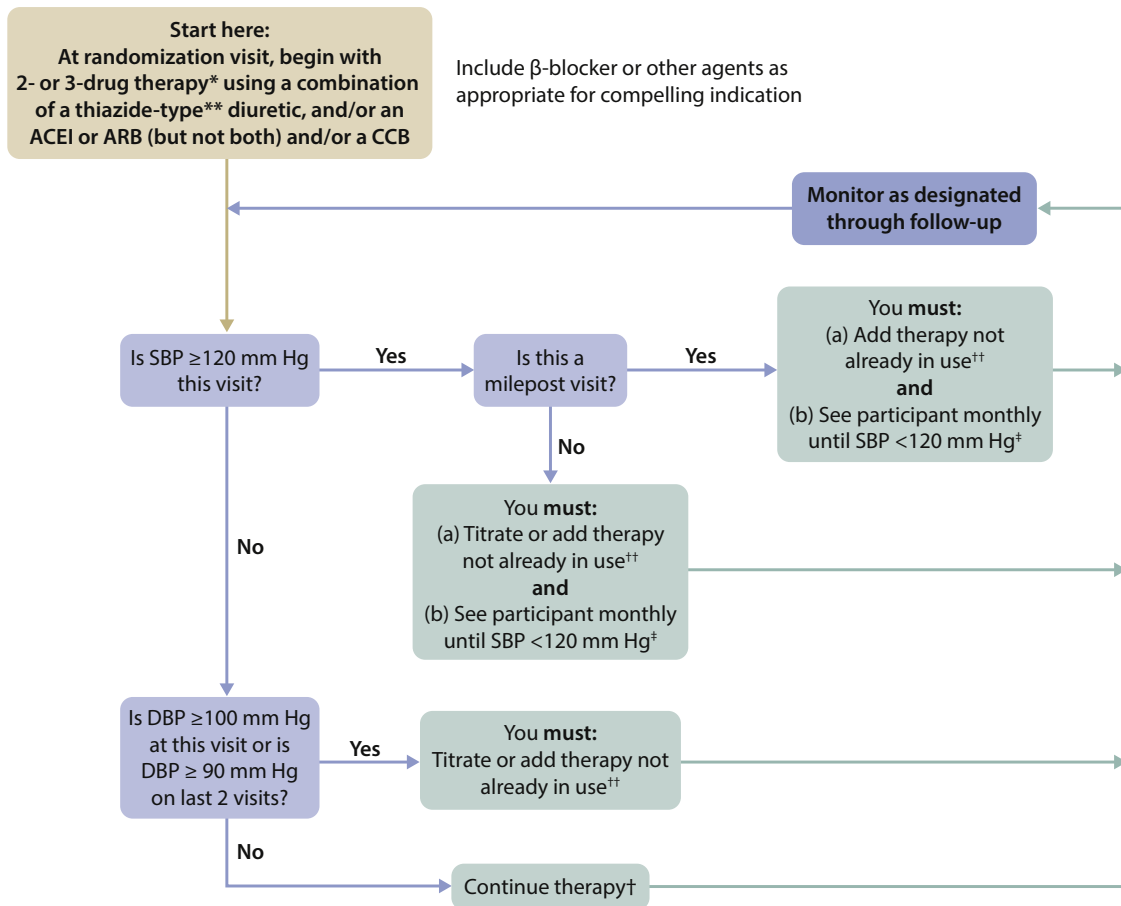 Start here:
At randomization visit, begin with
2- or 3-drug therapy* using a combination
of a thiazide-type** diuretic, and/or an
ACEI or ARB (but not both) and/or a CCB
Include β-blocker or other agents as
appropriate for compelling indication
Monitor as designated
through follow-up
Is SBP ≥120 mm Hg
this visit?
Yes
Is this a
milepost visit?
Yes
You must:
(a) Add therapy not
already in use††
and
(b) See participant monthly
until SBP <120 mm Hg‡
No
You must:
(a) Titrate or add therapy
not already in use††
and
(b) See participant monthly
until SBP <120 mm Hg‡
No
Is DBP ≥100 mm Hg
at this visit or is
DBP ≥ 90 mm Hg
on last 2 visits?
Yes
You must:
Titrate or add therapy not
already in use††
No
Continue therapy†